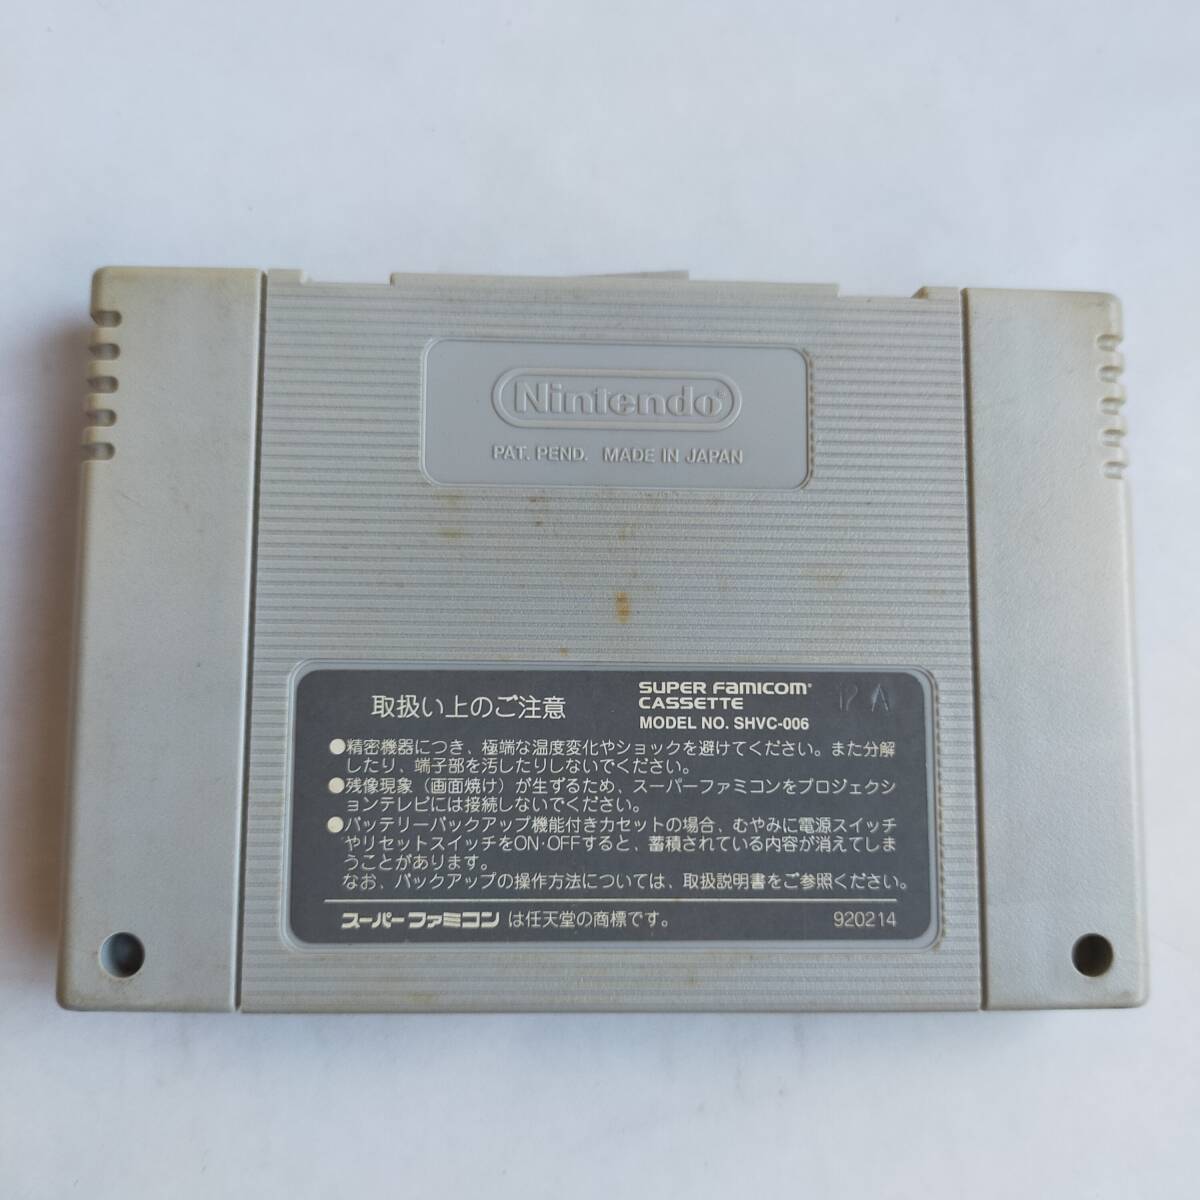 Nintendo®
PAT. PEND. MADE IN JAPAN
取扱い上のご注意
SUPER Famicom
CASSETTE
MODEL NO. SHVC-006
12 A
●精密機器につき、極端な温度変化やショックを避けてください。また分解
したり、端子部を汚したりしないでください。
●残像現象（画面焼け）が生ずるため、スーパーファミコンをプロジェクシ
ョンテレビには接続しないでください。
●バッテリーバックアップ機能付きカセットの場合、むやみに電源スイッチ
やリセットスイッチをON・OFFすると、蓄積されている内容が消えてしま
うことがあります。
なお、バックアップの操作方法については、取扱説明書をご参照ください。
スーパーファミコン は任天堂の商標です。
920214